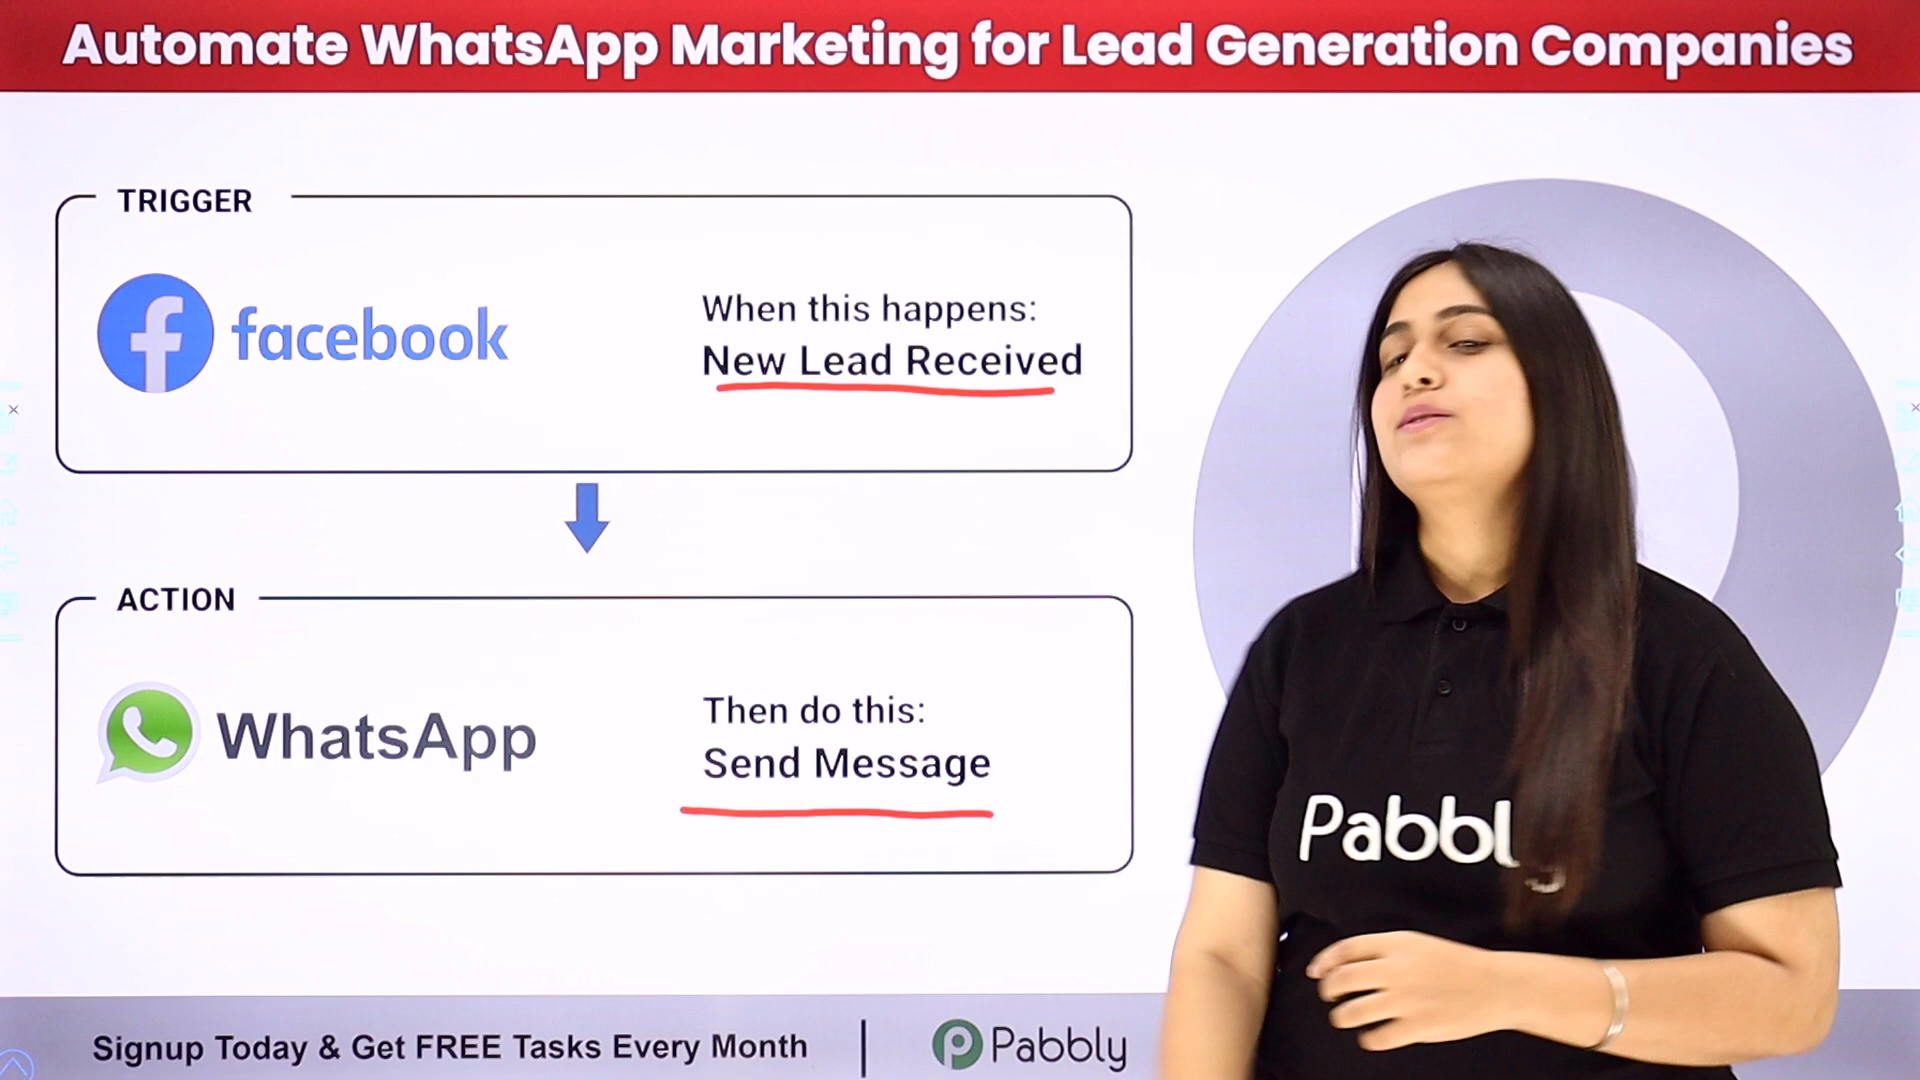 Automate WhatsApp Marketing for Lead Generation Companies
TRIGGER
facebook
When this happens:
New Lead Received
ACTION
WhatsApp
Then do this:
Send Message
Pabbly
Signup Today & Get FREE Tasks Every Month
Pabbly